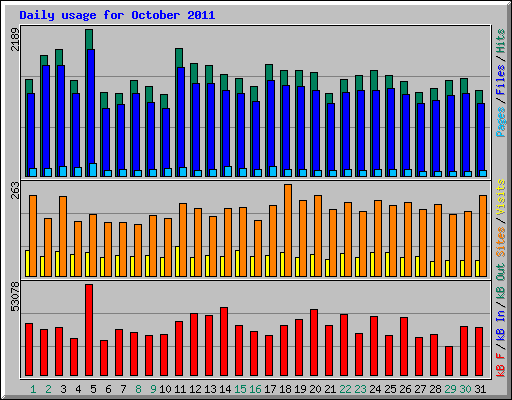 Daily usage for October 2011
2189
Pages / Files / Hits
263
Sites / Visits
53078
kB F / kB In / kB Out
1 2 3 4 5 6 7 8 9 10 11 12 13 14 15 16 17 18 19 20 21 22 23 24 25 26 27 28 29 30 31